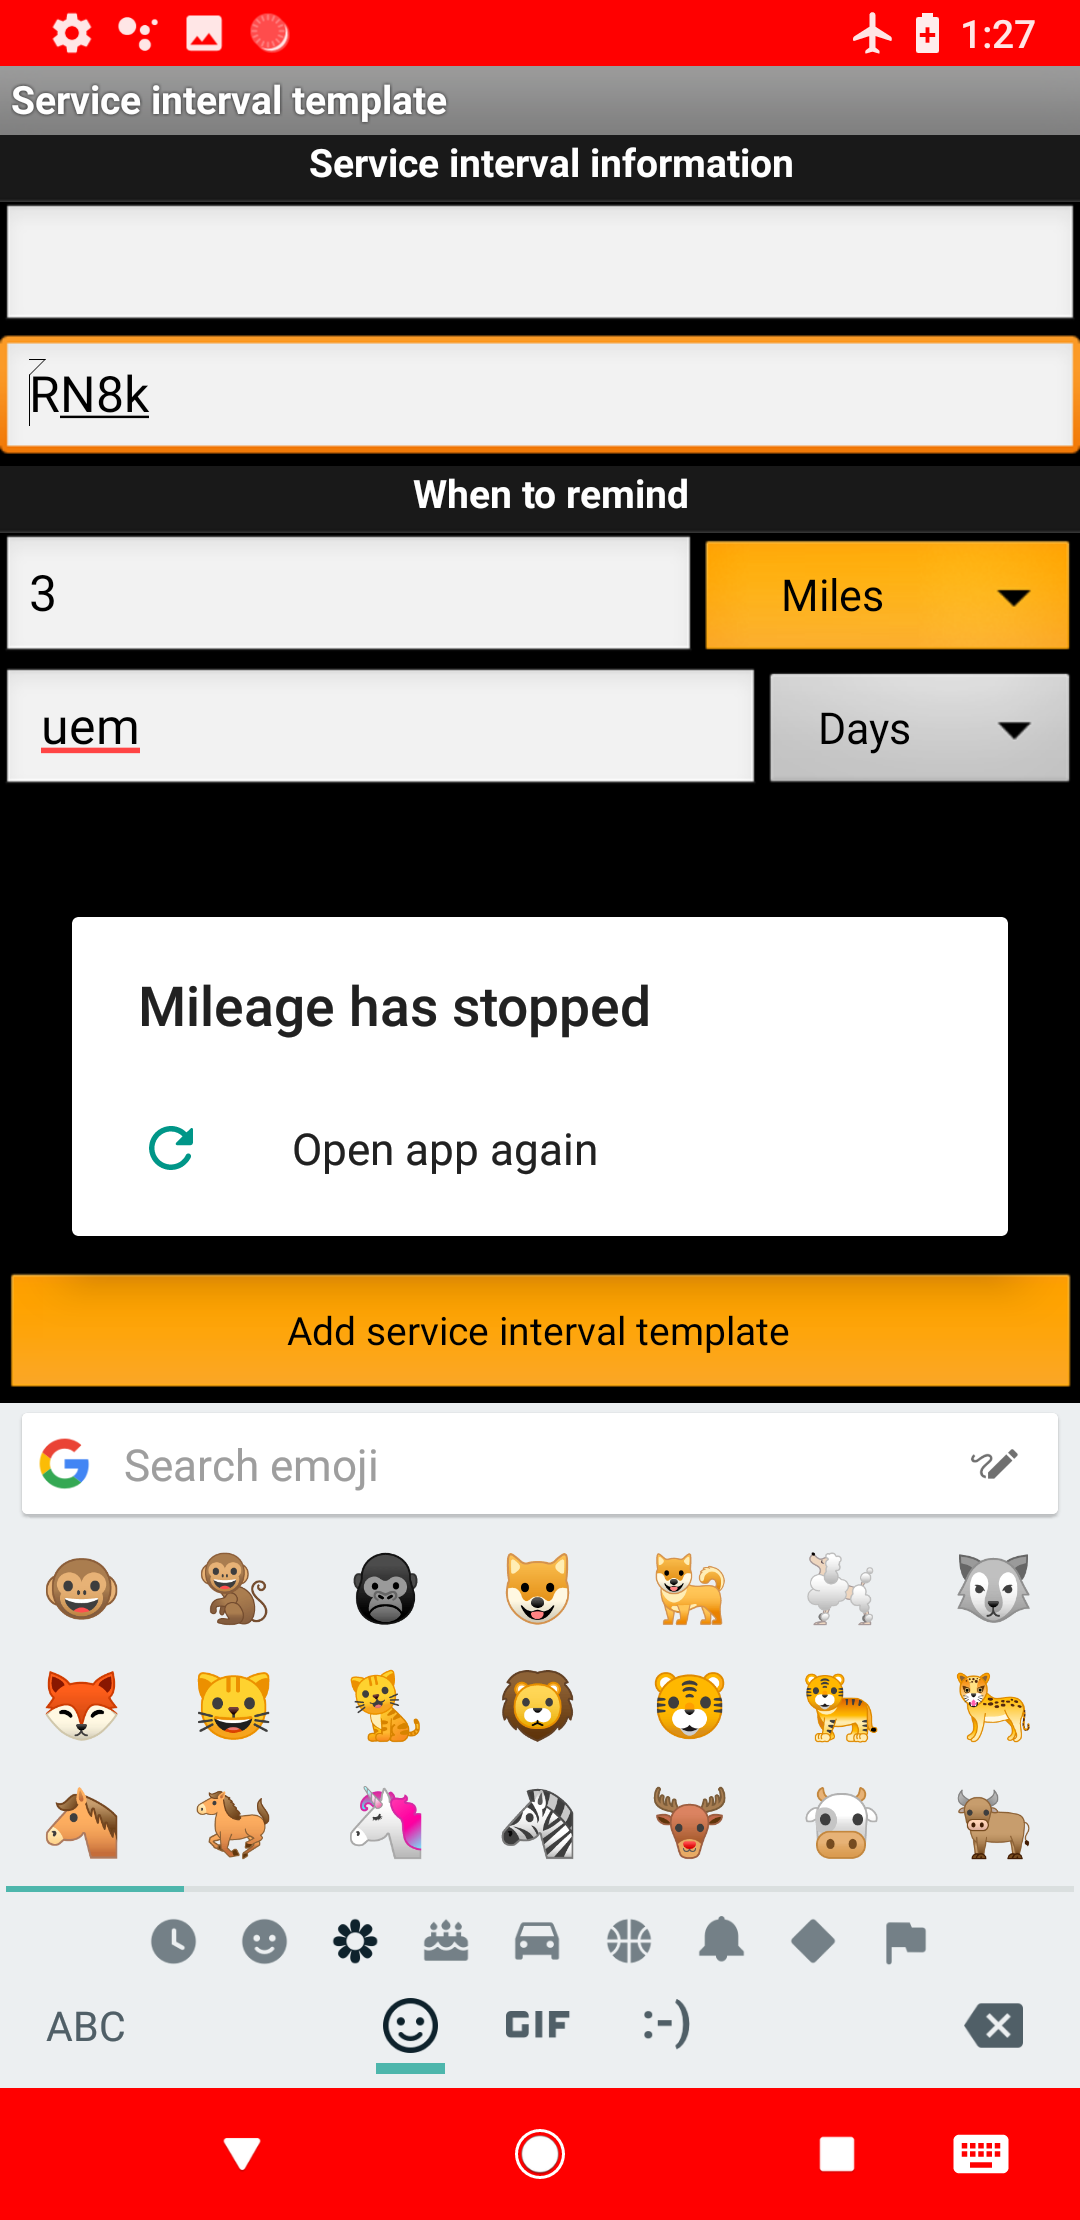 1:27
Service interval template
Service interval information
RN8k
When to remind
3
Miles
uem
Days
Mileage has stopped
Open app again
Add service interval template
Search emoji
ABC
GIF
:-)